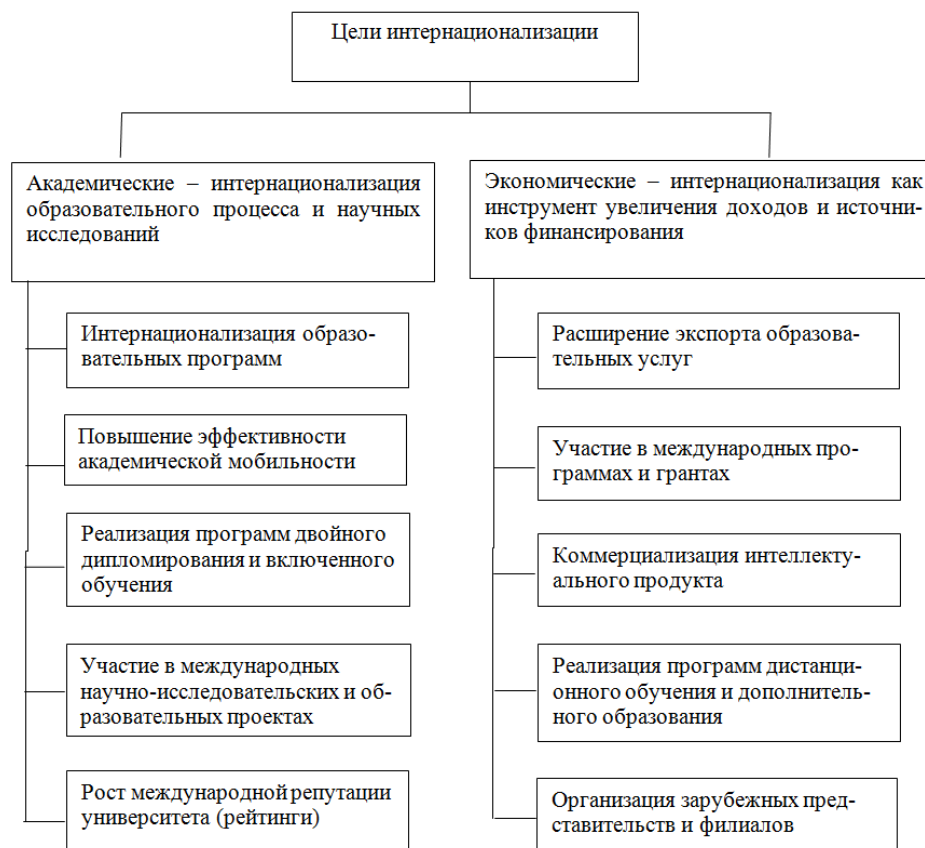 Цели интернационализации
Академические – интернационализация
образовательного процесса и научных
исследований
Интернационализация образо-
вательных программ
Повышение эффективности
академической мобильности
Реализация программ двойного
дипломирования и включенного
обучения
Участие в международных
научно-исследовательских и об-
разовательных проектах
Рост международной репутации
университета (рейтинги)
Экономические – интернационализация как
инструмент увеличения доходов и источни-
ков финансирования
Расширение экспорта образова-
тельных услуг
Участие в международных про-
граммах и грантах
Коммерциализация интеллекту-
ального продукта
Реализация программ дистанци-
онного обучения и дополнитель-
ного образования
Организация зарубежных пред-
ставительств и филиалов